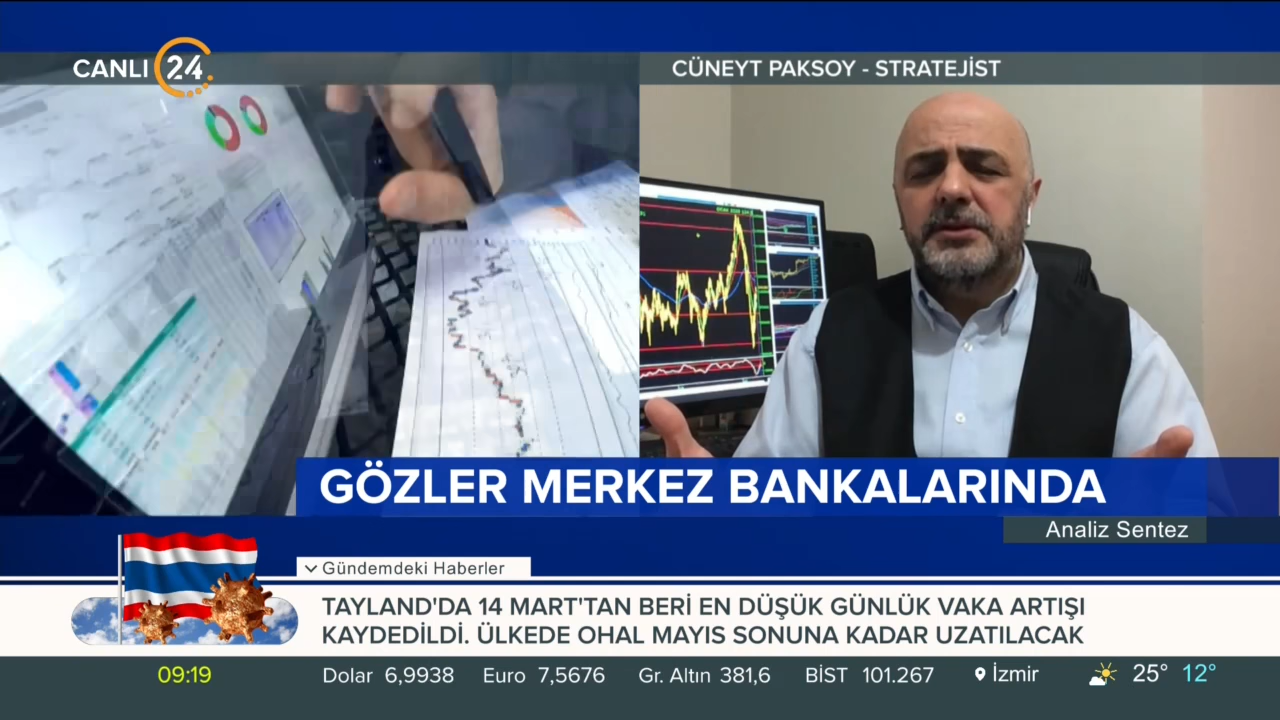 CANLI 24
CÜNEYT PAKSOY - STRATEJİST
GÖZLER MERKEZ BANKALARINDA
Analiz Sentez
Gündemdeki Haberler
TAYLAND'DA 14 MART'TAN BERİ EN DÜŞÜK GÜNLÜK VAKA ARTIŞI
KAYDEDİLDİ. ÜLKEDE OHAL MAYIS SONUNA KADAR UZATILACAK
09:19 Dolar 6,9938 Euro 7,5676 Gr. Altın 381,6 BİST 101.267 İzmir 25° 12°